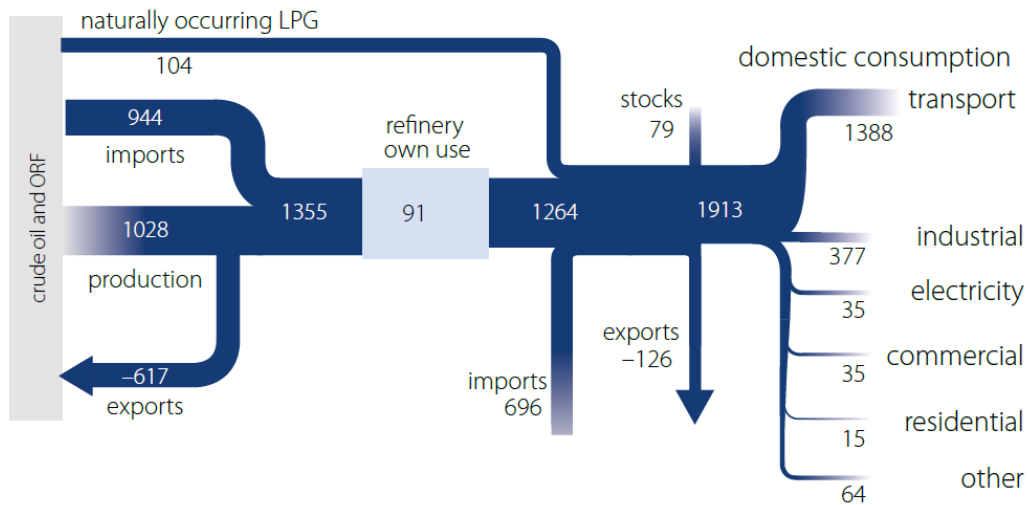 naturally occurring LPG
104
domestic consumption
stocks
79
transport
1388
944
imports
refinery
own use
crude oil and ORF
1028
production
1355
91
1264
1913
industrial
377
electricity
35
exports
–126
commercial
35
–617
exports
imports
696
residential
15
other
64